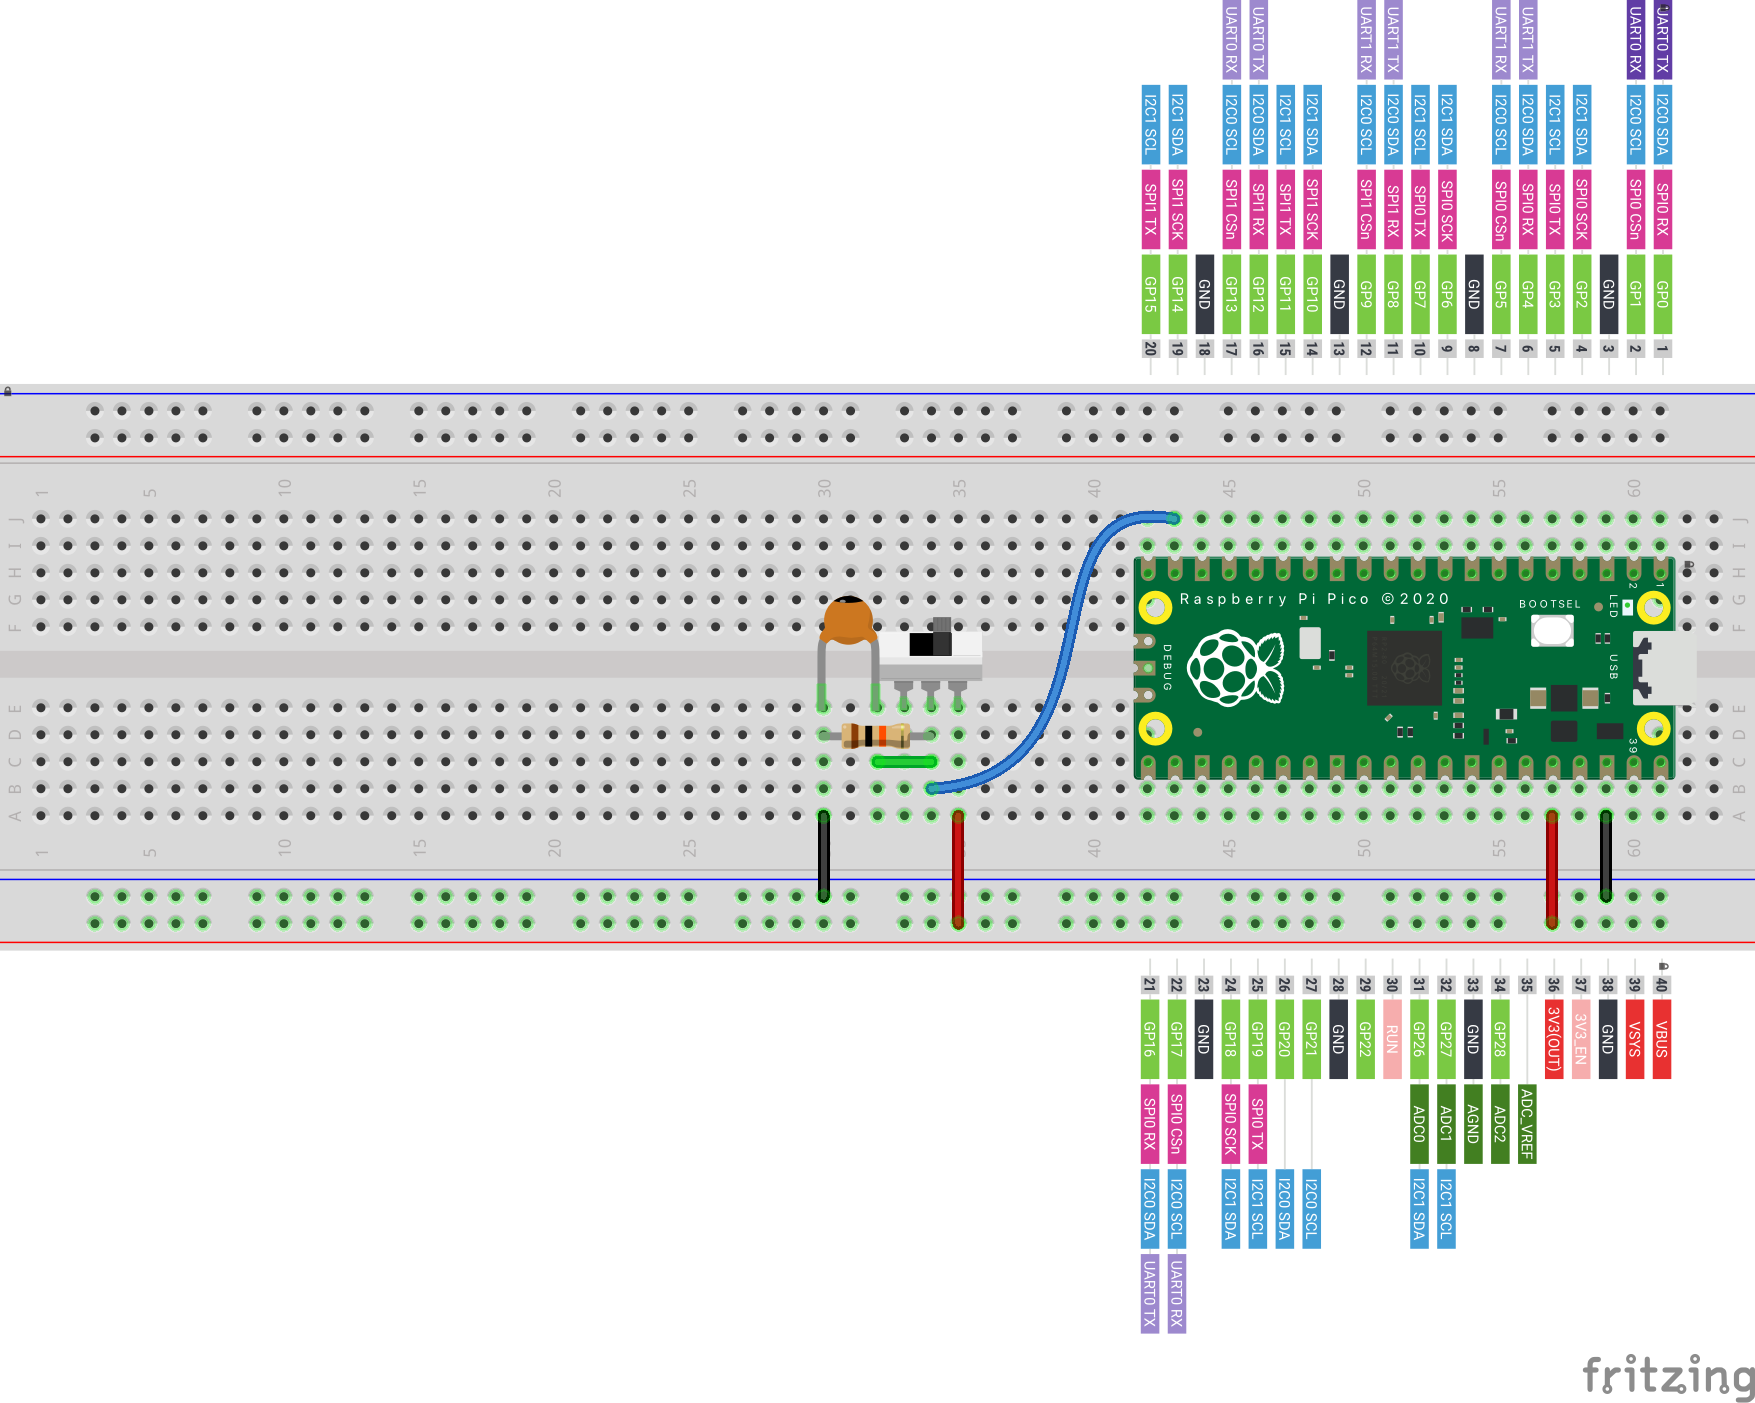 UART0 RX UART0 TX UART1 RX UART1 TX UART1 RX UART1 TX UART0 RX UART0 TX
I2C1 SCL I2C1 SDA I2C0 SCL I2C0 SDA I2C1 SCL I2C1 SDA I2C0 SCL I2C0 SDA I2C1 SCL I2C1 SDA I2C0 SCL I2C0 SDA I2C1 SCL I2C1 SDA I2C0 SCL I2C0 SDA
SPI1 TX SPI1 SCK SPI1 CSn SPI1 RX SPI1 TX SPI1 SCK SPI1 CSn SPI1 RX SPI0 TX SPI0 SCK SPI0 CSn SPI0 RX SPI0 TX SPI0 SCK SPI0 CSn SPI0 RX
GP15 GP14 GND GP13 GP12 GP11 GP10 GND GP9 GP8 GP7 GP6 GND GP5 GP4 GP3 GP2 GND GP1 GP0
20 19 18 17 16 15 14 13 12 11 10 9 8 7 6 5 4 3 2 1
1 5 10 15 20 25 30 35 40 45 50 55 60
J J
I I
H H
G G
F F
2 1
Raspberry Pi Pico ©2020
BOOTSEL
LED
DEBUG
USB
39
E E
D D
C C
B B
A A
1 5 10 15 20 25 40 45 50 55 60
21 22 23 24 25 26 27 28 29 30 31 32 33 34 35 36 37 38 39 40
GP16 GP17 GND GP18 GP19 GP20 GP21 GND GP22 RUN GP26 GP27 GND GP28 3V3(OUT) 3V3_EN GND VSYS VBUS
SPI0 RX SPI0 CSn SPI0 SCK SPI0 TX ADC0 ADC1 AGND ADC2 ADC_VREF
I2C0 SDA I2C0 SCL I2C1 SDA I2C1 SCL I2C0 SDA I2C0 SCL I2C1 SDA I2C1 SCL
UART0 TX UART0 RX
fritzing